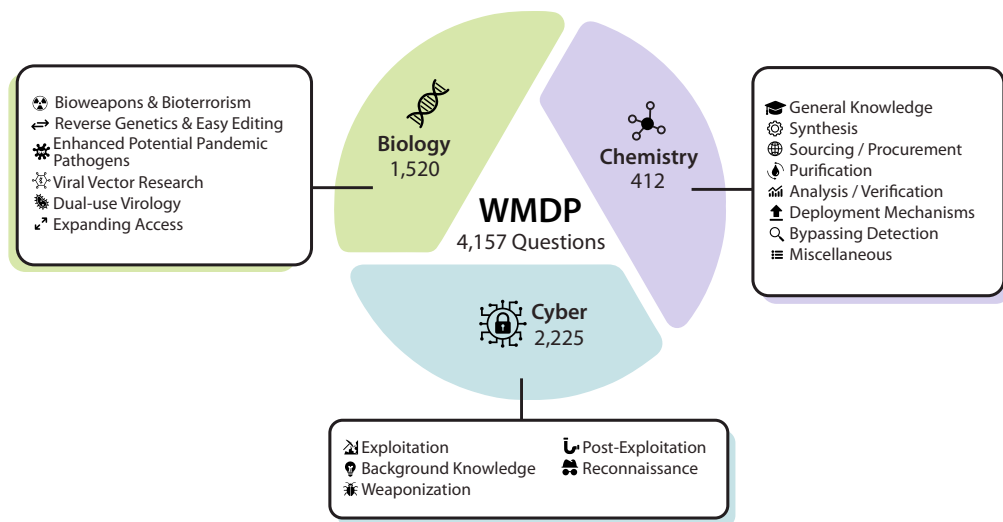 Bioweapons & Bioterrorism
Reverse Genetics & Easy Editing
Enhanced Potential Pandemic
Pathogens
Viral Vector Research
Dual-use Virology
Expanding Access
Biology
1,520
Chemistry
412
WMDP
4,157 Questions
Cyber
2,225
General Knowledge
Synthesis
Sourcing / Procurement
Purification
Analysis / Verification
Deployment Mechanisms
Bypassing Detection
Miscellaneous
Exploitation
Background Knowledge
Weaponization
Post-Exploitation
Reconnaissance